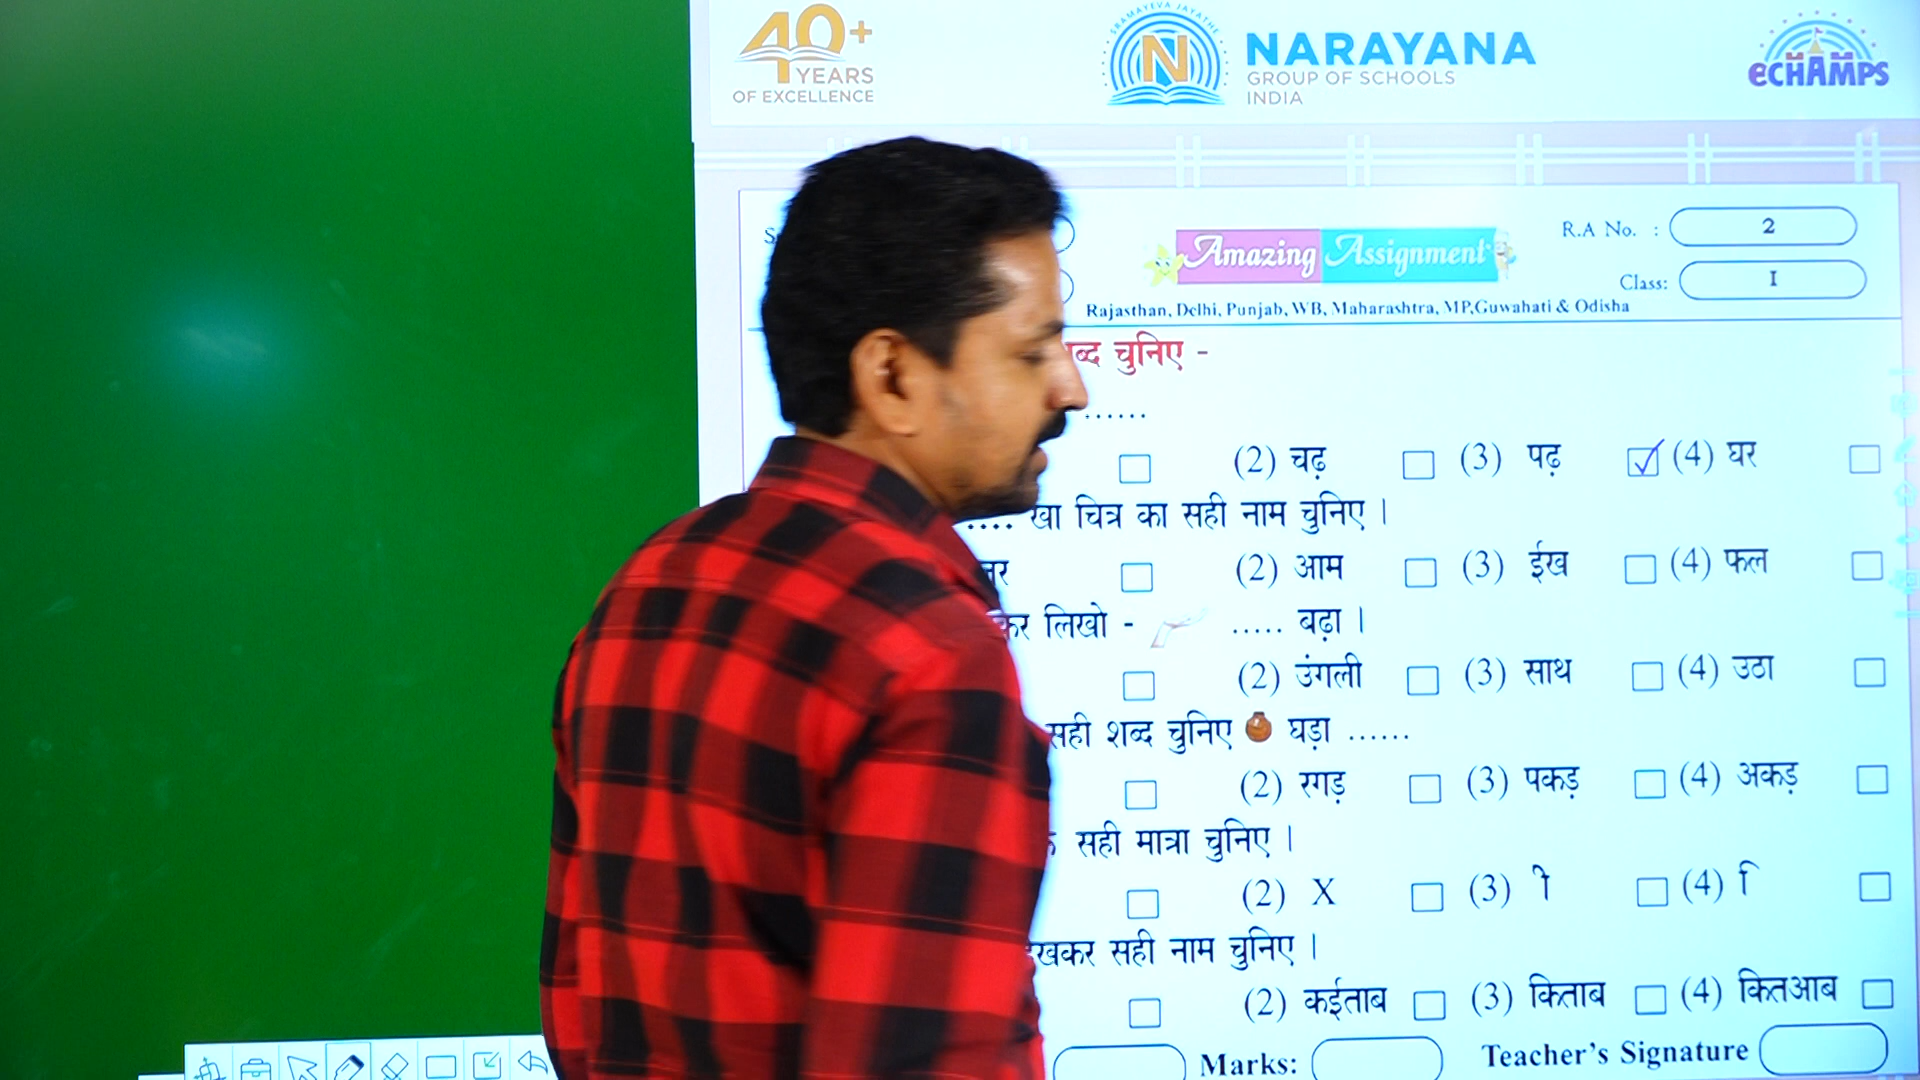 40+
YEARS
OF EXCELLENCE
SRAMAYEVA JAYATHE
N
NARAYANA
GROUP OF SCHOOLS
INDIA
eCHAMPS
Amazing Assignment
R.A No. : 2
Class: I
Rajasthan, Delhi, Punjab, WB, Maharashtra, MP,Guwahati & Odisha
चुनिए -
......
(2) चढ़ (3) पढ़ (4) घर
.... खा चित्र का सही नाम चुनिए ।
(2) आम (3) ईख (4) फल
लिखो - ..... बढ़ा ।
(2) उंगली (3) साथ (4) उठा
सही शब्द चुनिए घड़ा ......
(2) रगड़ (3) पकड़ (4) अकड़
सही मात्रा चुनिए ।
(2) X (3) ी (4) ि
सही नाम चुनिए ।
(2) कईताब (3) किताब (4) कितआब
Marks: Teacher's Signature